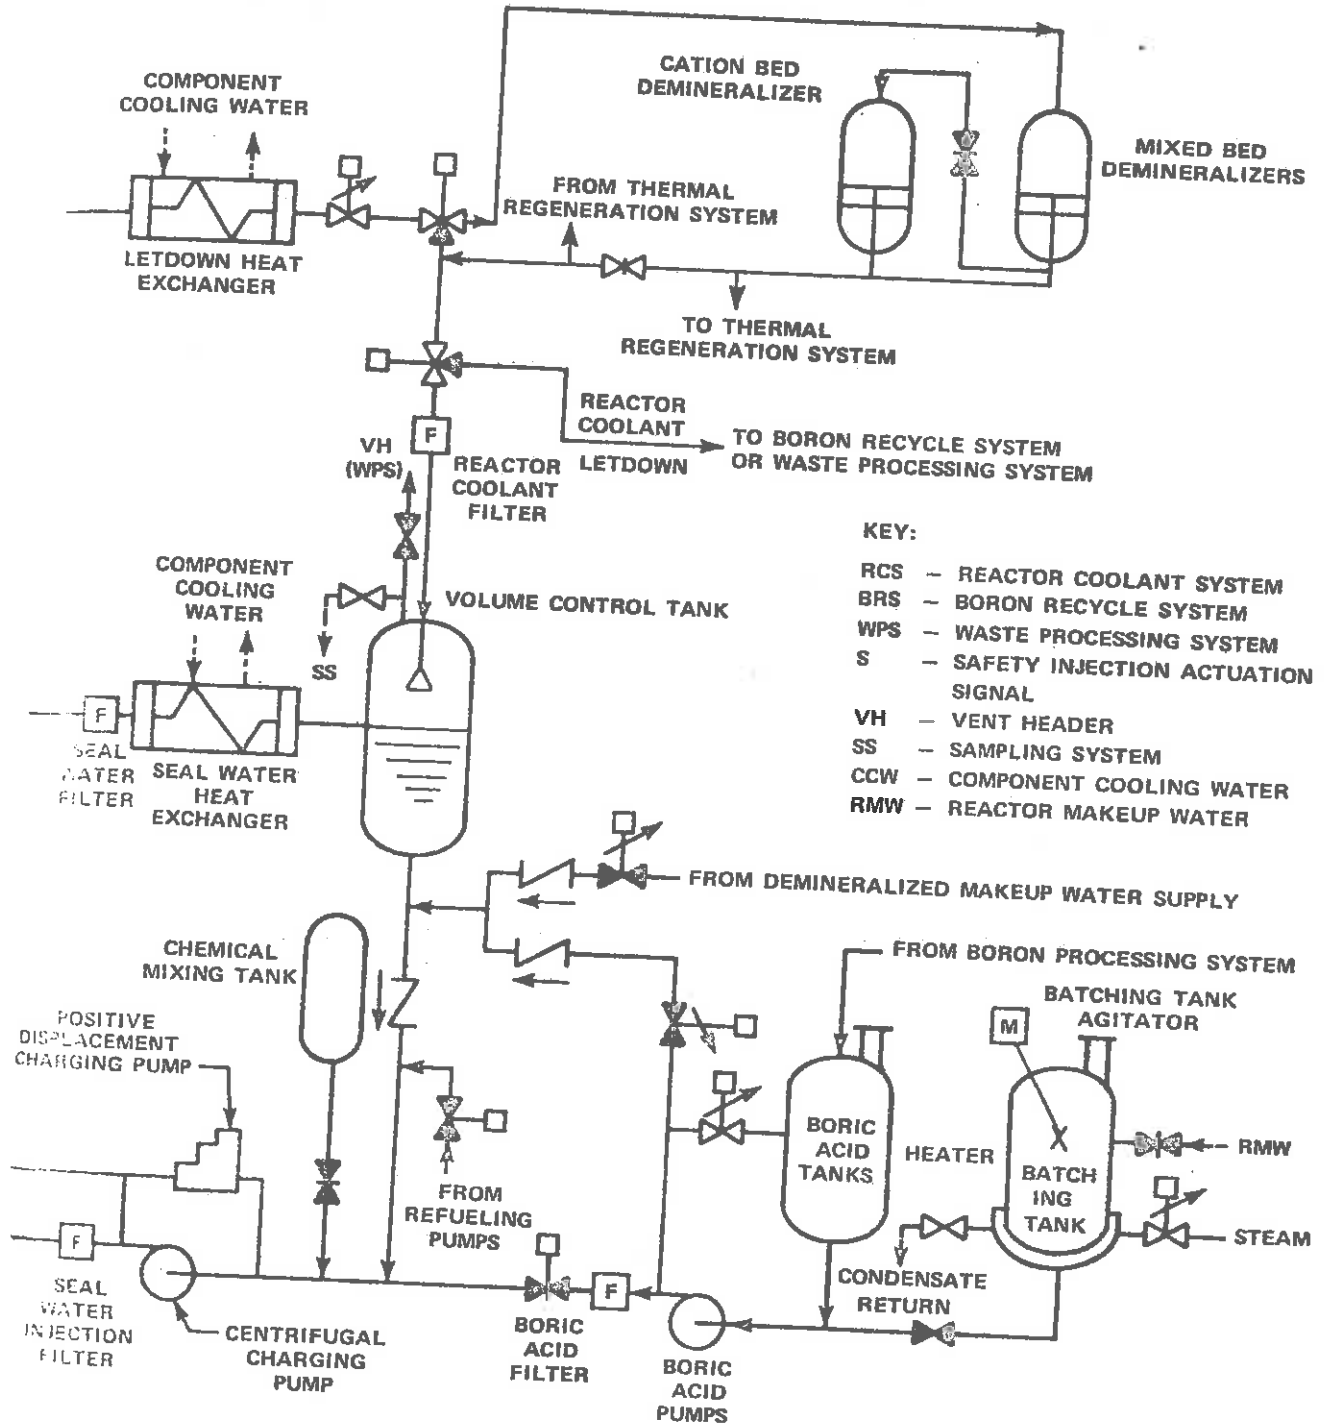 CATION BED
DEMINERALIZER
COMPONENT
COOLING WATER
MIXED BED
DEMINERALIZERS
FROM THERMAL
REGENERATION SYSTEM
LETDOWN HEAT
EXCHANGER
TO THERMAL
REGENERATION SYSTEM
REACTOR
COOLANT
LETDOWN
TO BORON RECYCLE SYSTEM
OR WASTE PROCESSING SYSTEM
F
VH
(WPS)
REACTOR
COOLANT
FILTER
KEY:
RCS – REACTOR COOLANT SYSTEM
BRS – BORON RECYCLE SYSTEM
WPS – WASTE PROCESSING SYSTEM
S – SAFETY INJECTION ACTUATION
SIGNAL
VH – VENT HEADER
SS – SAMPLING SYSTEM
CCW – COMPONENT COOLING WATER
RMW – REACTOR MAKEUP WATER
COMPONENT
COOLING
WATER
VOLUME CONTROL TANK
SS
F
SEAL
WATER
FILTER
SEAL WATER
HEAT
EXCHANGER
FROM DEMINERALIZED MAKEUP WATER SUPPLY
CHEMICAL
MIXING TANK
FROM BORON PROCESSING SYSTEM
BATCHING TANK
AGITATOR
M
POSITIVE
DISPLACEMENT
CHARGING PUMP
BORIC
ACID
TANKS
HEATER
BATCH
ING
TANK
RMW
STEAM
FROM
REFUELING
PUMPS
CONDENSATE
RETURN
F
SEAL
WATER
INJECTION
FILTER
CENTRIFUGAL
CHARGING
PUMP
F
BORIC
ACID
FILTER
BORIC
ACID
PUMPS